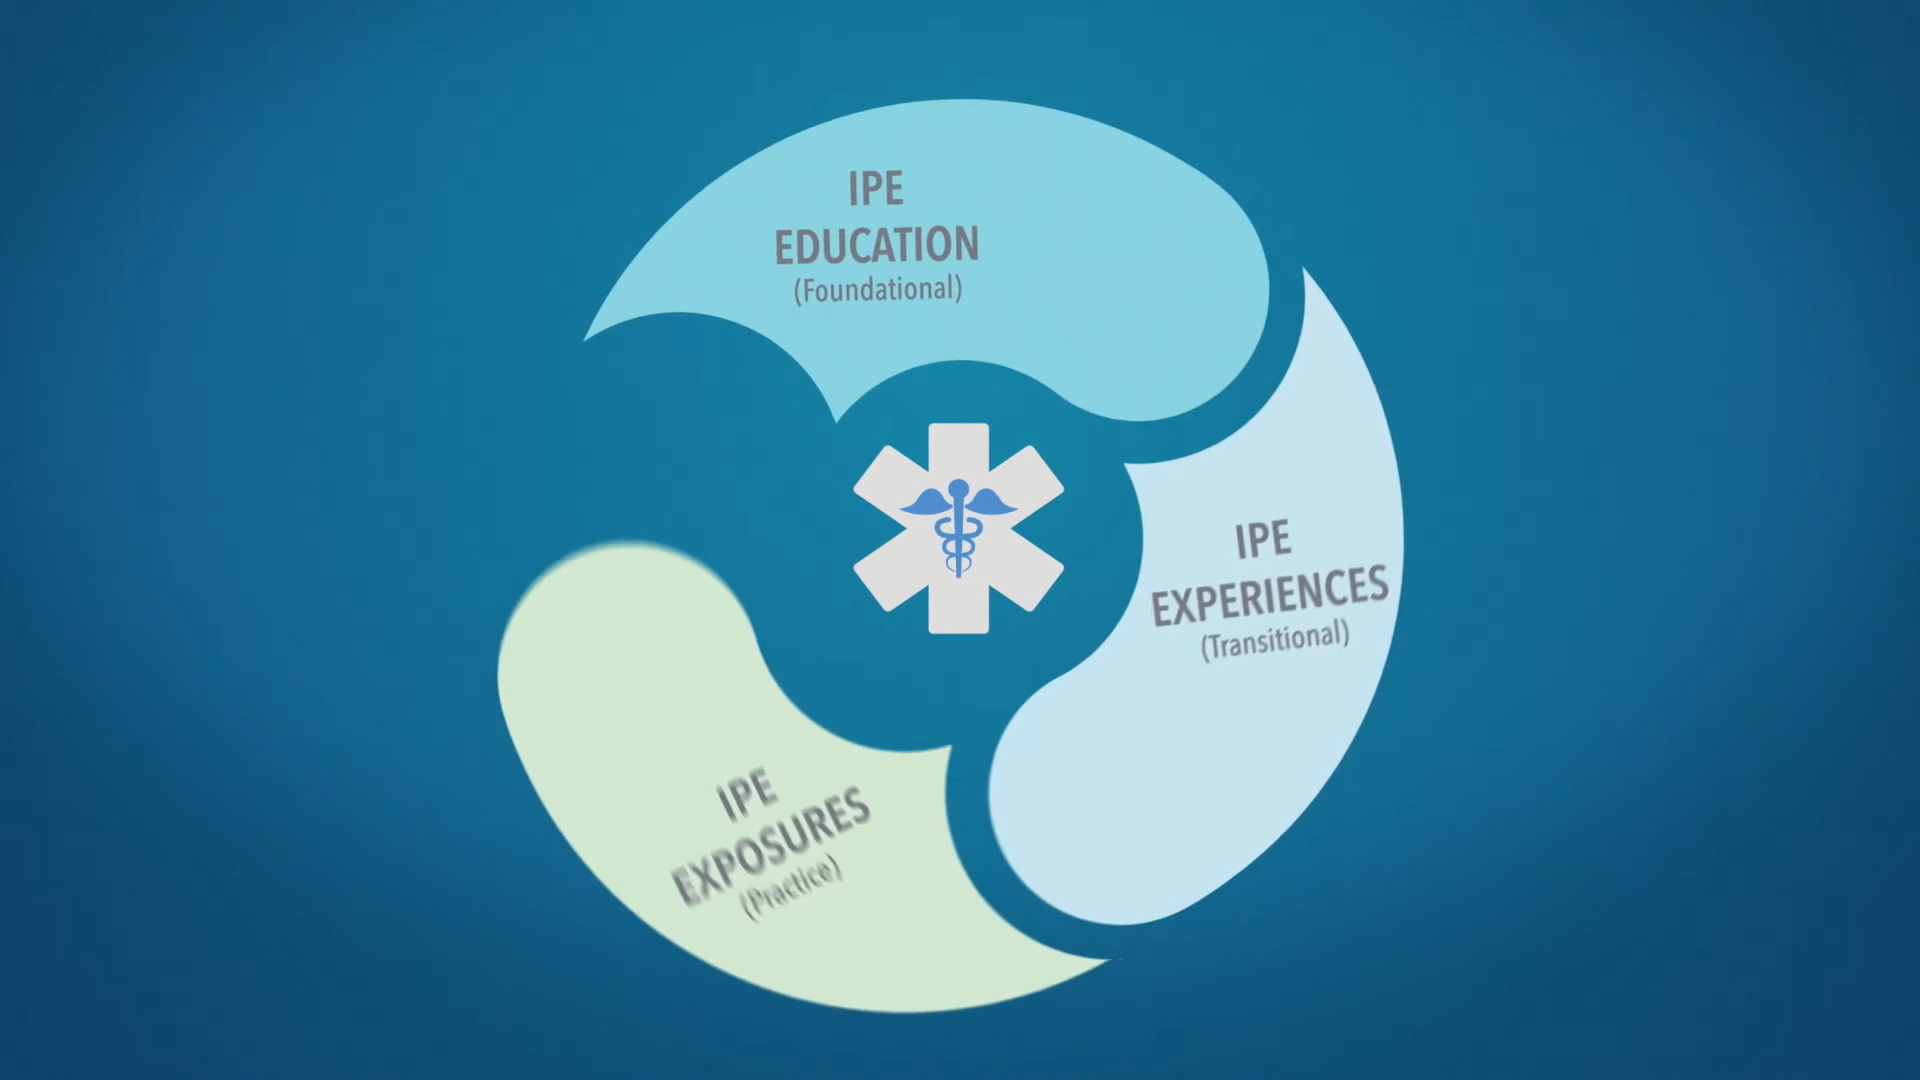 IPE
EDUCATION
(Foundational)
IPE
EXPERIENCES
(Transitional)
IPE
EXPOSURES
(Practice)